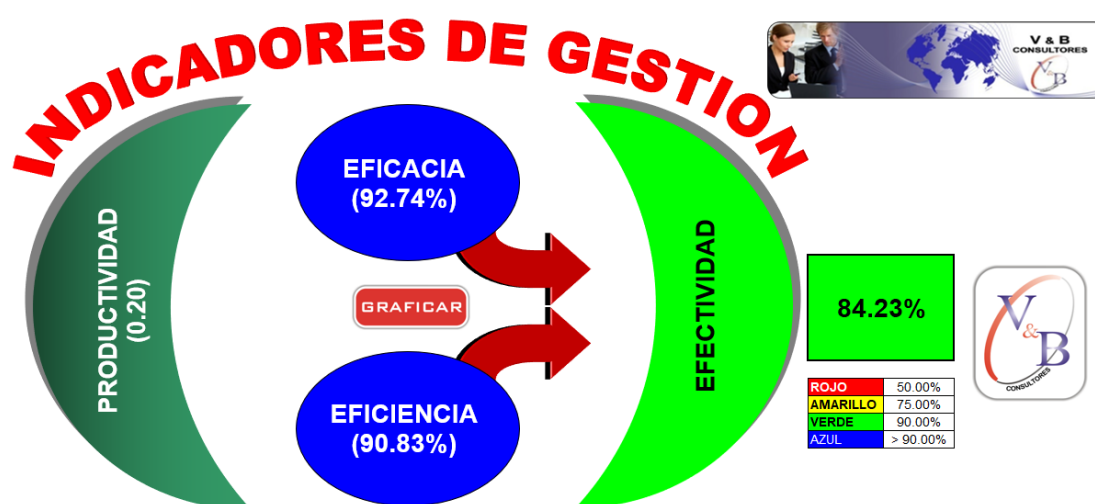 INDICADORES DE GESTION
V & B
CONSULTORES
V&B
EFICACIA
(92.74%)
PRODUCTIVIDAD
(0.20)
GRAFICAR
EFECTIVIDAD
84.23%
V&B
CONSULTORES
EFICIENCIA
(90.83%)
ROJO 50.00%
AMARILLO 75.00%
VERDE 90.00%
AZUL > 90.00%